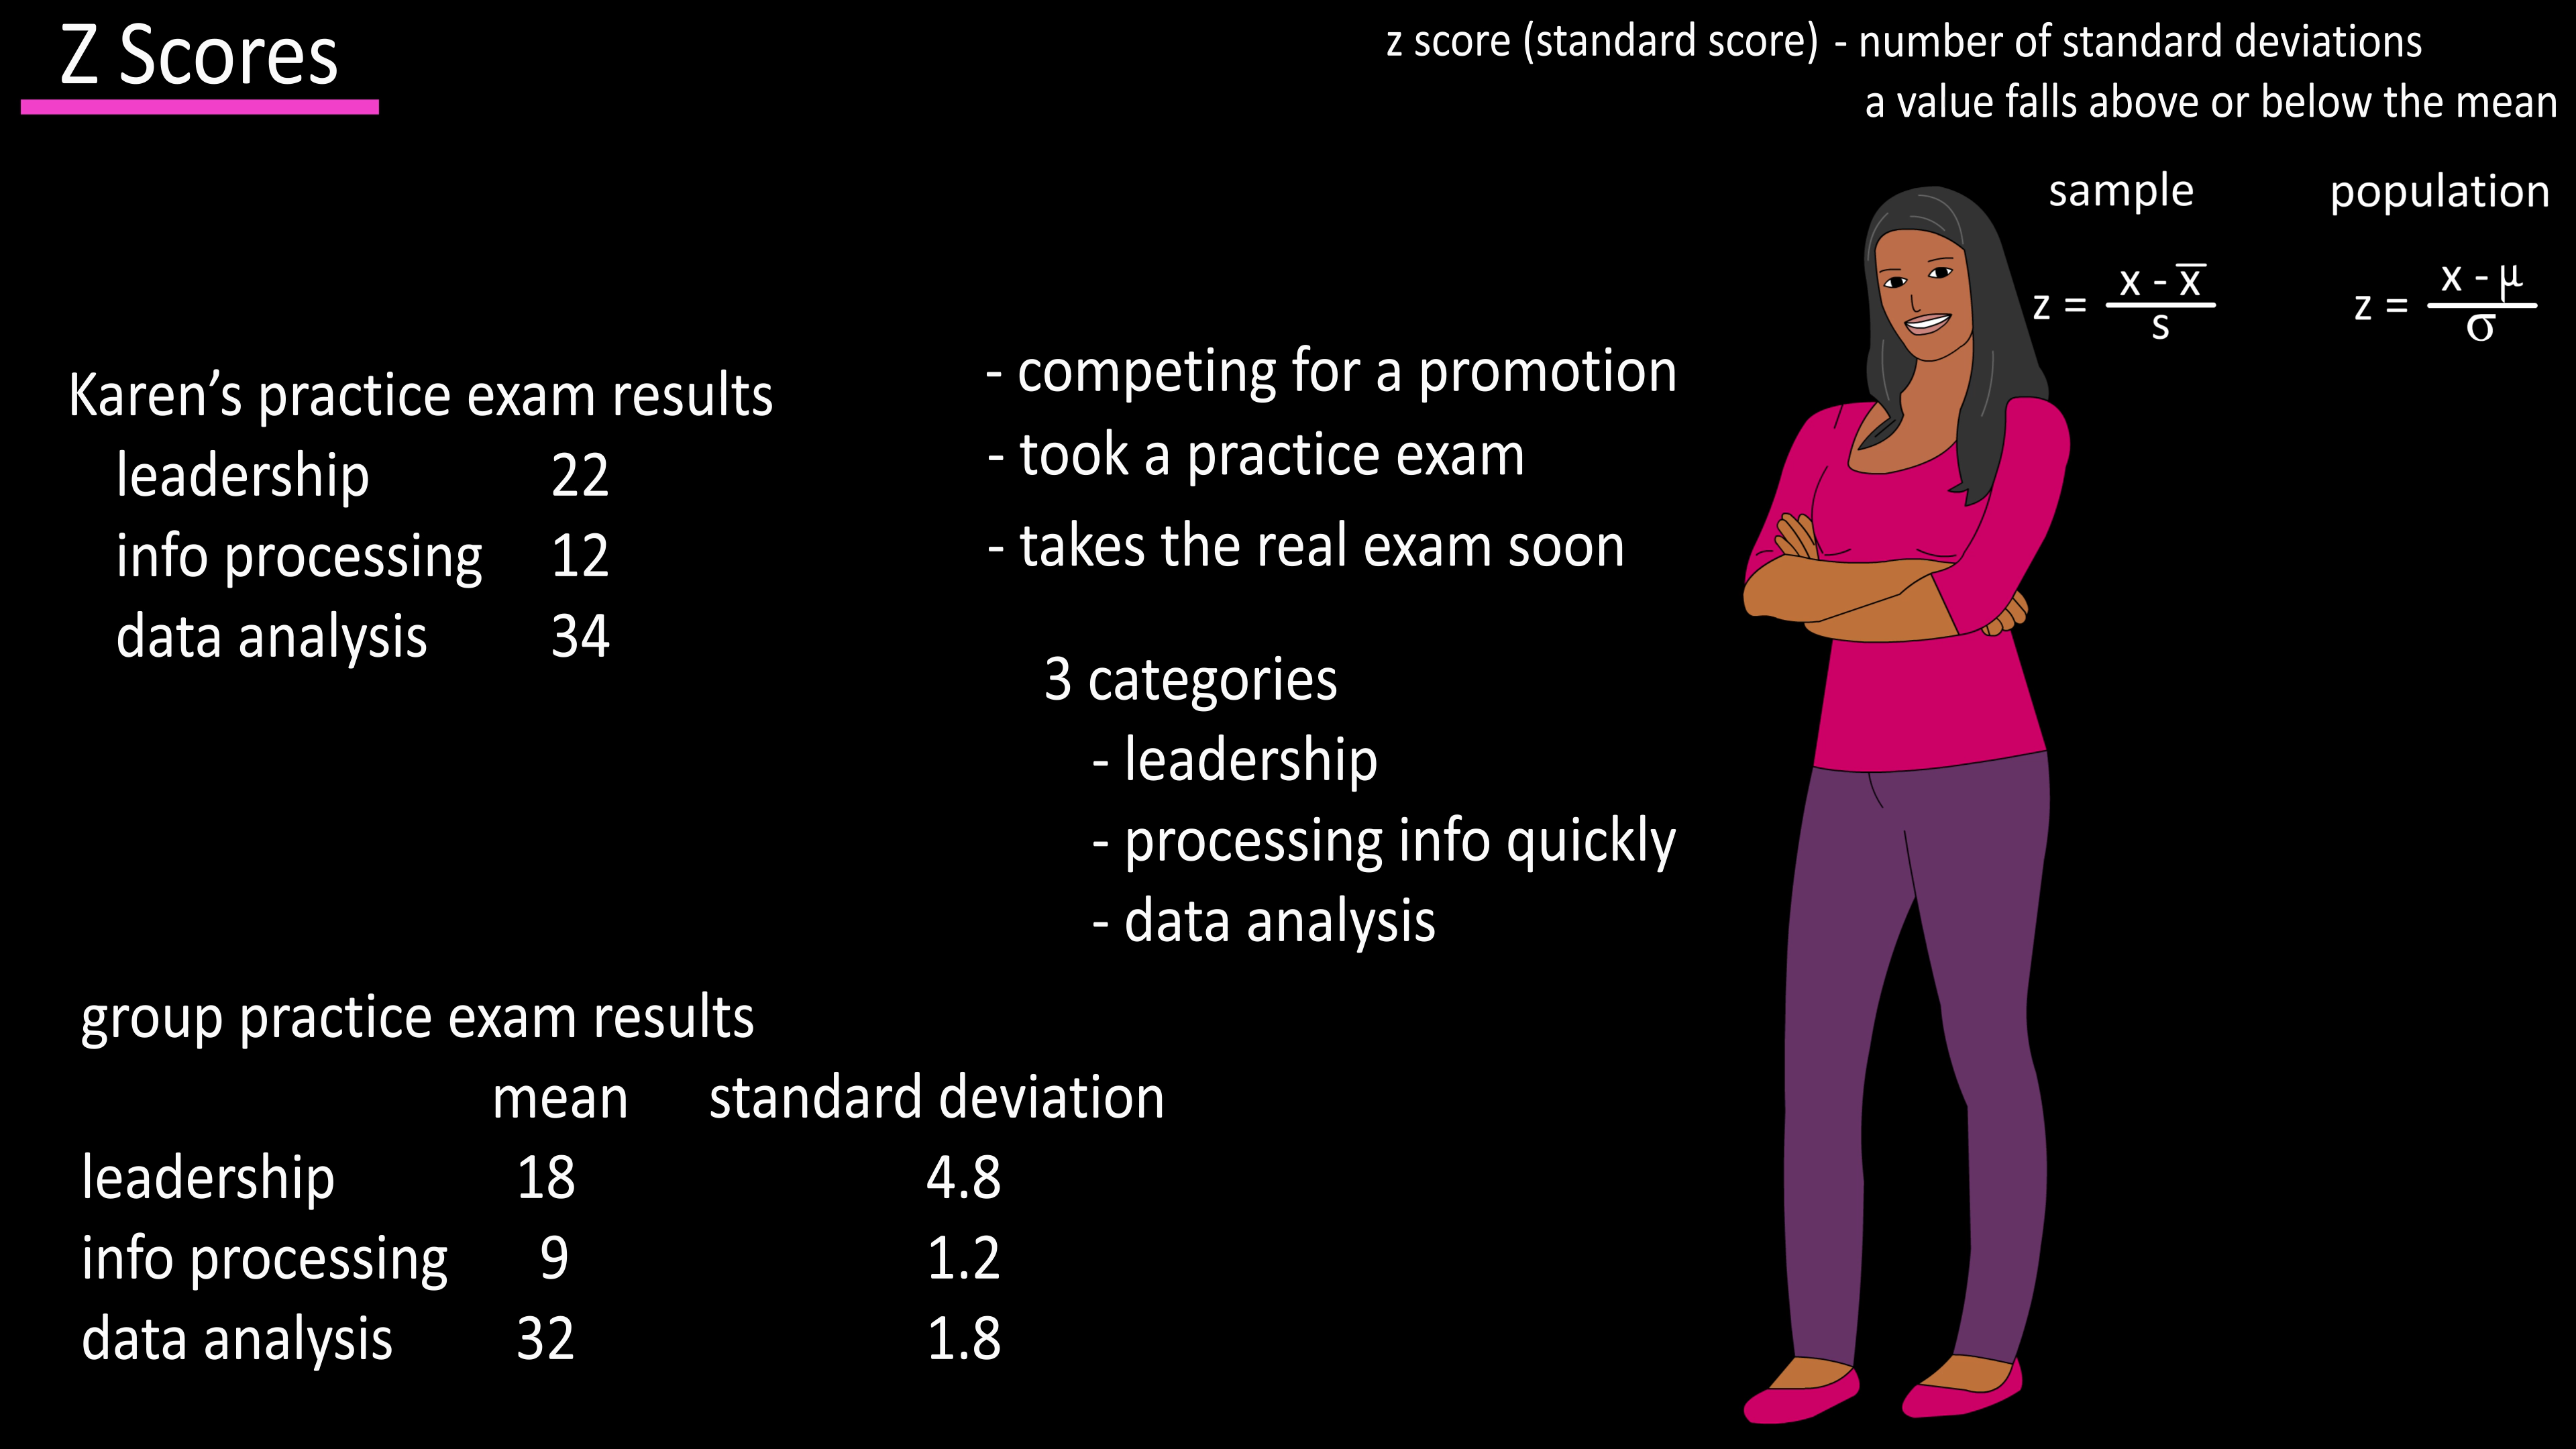 Z Scores
z score (standard score) - number of standard deviations
a value falls above or below the mean
sample population
z = x - x̅ / s z = x - μ / σ
Karen’s practice exam results
leadership 22
info processing 12
data analysis 34
- competing for a promotion
- took a practice exam
- takes the real exam soon
3 categories
- leadership
- processing info quickly
- data analysis
group practice exam results
mean standard deviation
leadership 18 4.8
info processing 9 1.2
data analysis 32 1.8